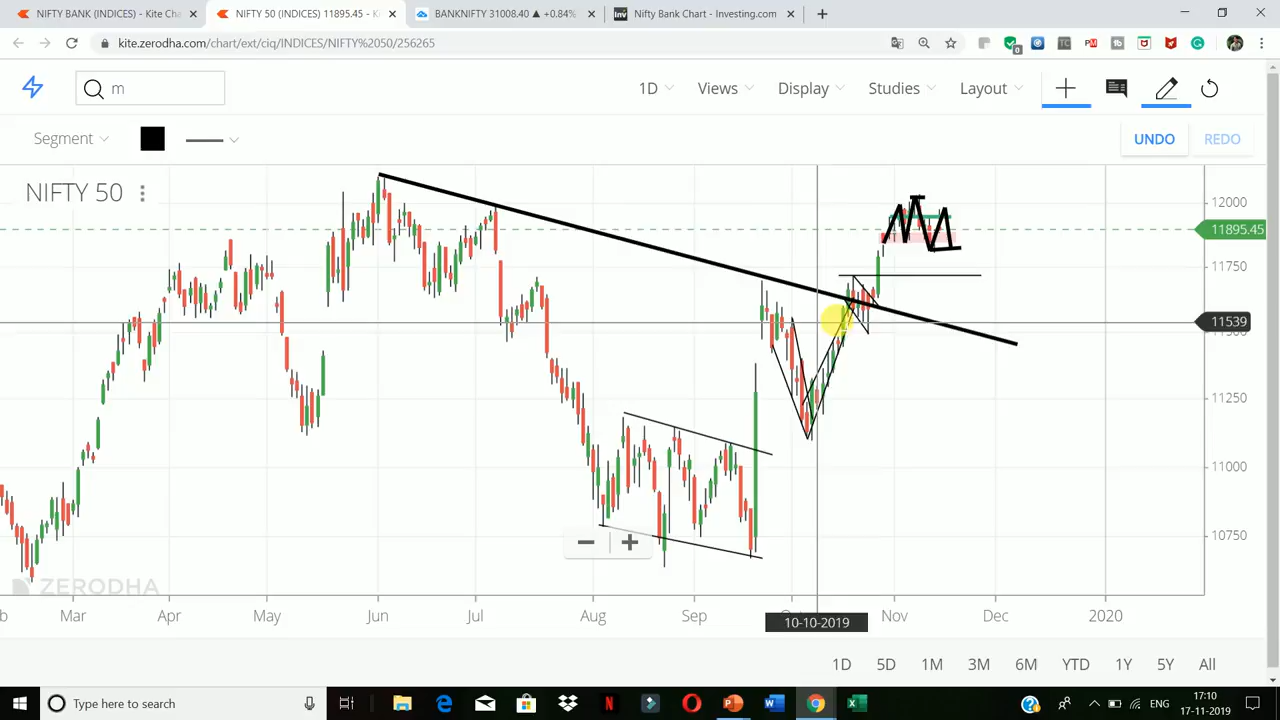 NIFTY BANK (INDICES) - Kite Cha
NIFTY 50 (INDICES) 11895.45 - Ki
BANKNIFTY 31008.40 ▲ +0.84%
Inv Nifty Bank Chart - Investing.com
kite.zerodha.com/chart/ext/ciq/INDICES/NIFTY%2050/256265
m
1D
Views
Display
Studies
Layout
Segment
UNDO
REDO
NIFTY 50
12000
11895.45
11750
11539
11250
11000
10750
ZERODHA
Mar
Apr
May
Jun
Jul
Aug
Sep
Nov
Dec
2020
10-10-2019
1D
5D
1M
3M
6M
YTD
1Y
5Y
All
Type here to search
ENG
17:10
17-11-2019